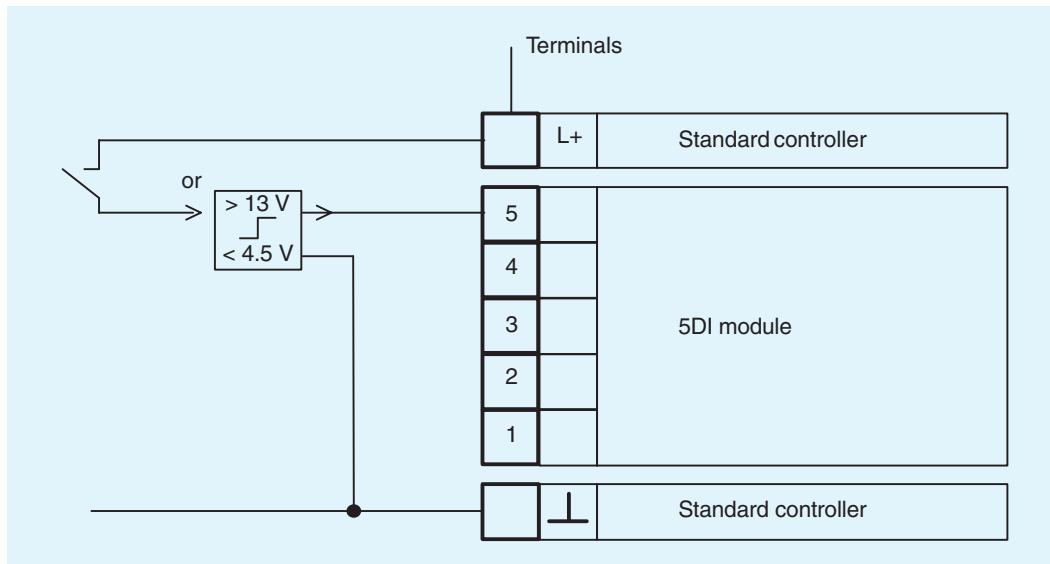 Terminals
L+
Standard controller
or
> 13 V
< 4.5 V
5
4
3
2
1
5DI module
Standard controller